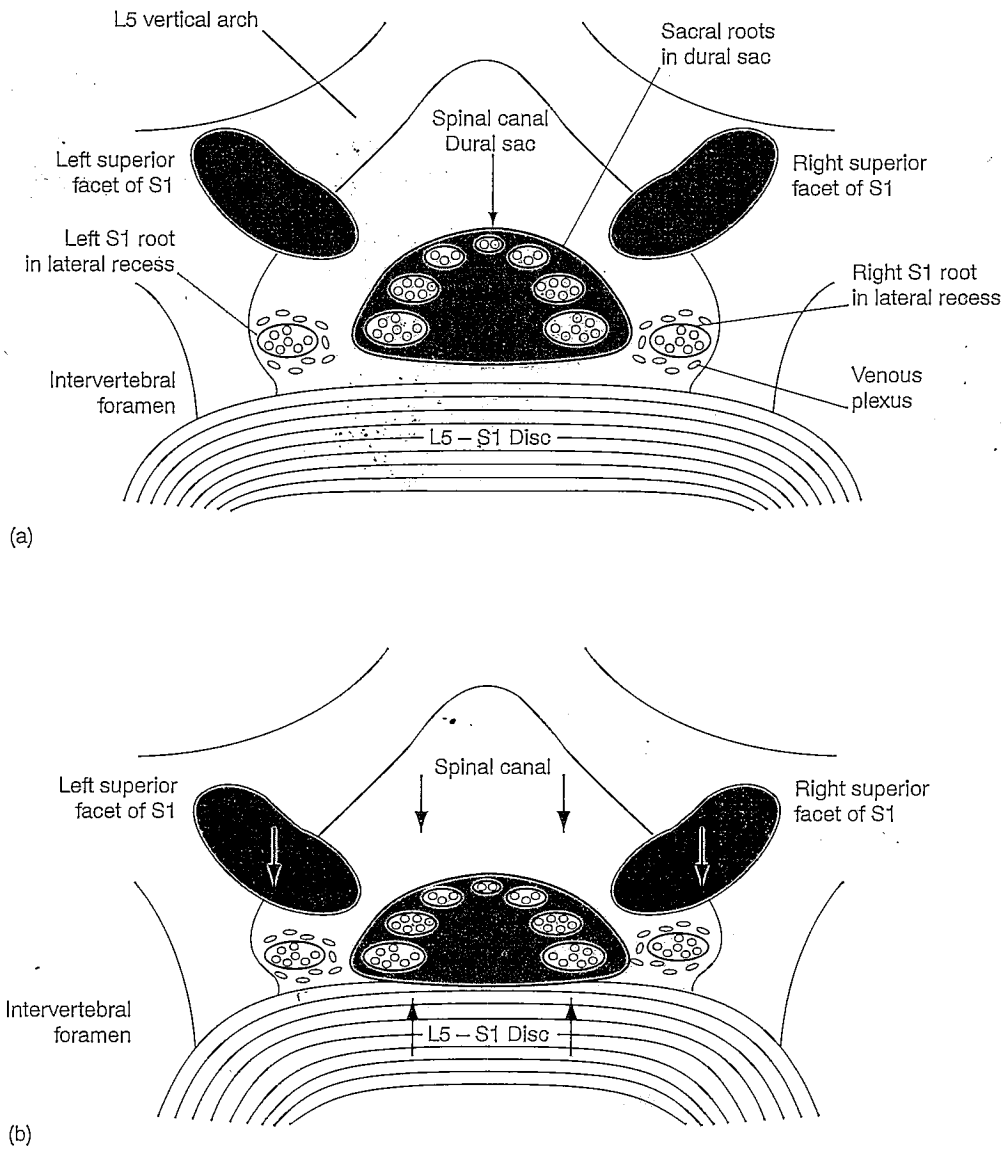 L5 vertical arch
Sacral roots
in dural sac
Spinal canal
Dural sac
Left superior
facet of S1
Right superior
facet of S1
Left S1 root
in lateral recess
Right S1 root
in lateral recess
Intervertebral
foramen
Venous
plexus
L5 – S1 Disc
(a)
Left superior
facet of S1
Spinal canal
Right superior
facet of S1
Intervertebral
foramen
L5 – S1 Disc
(b)